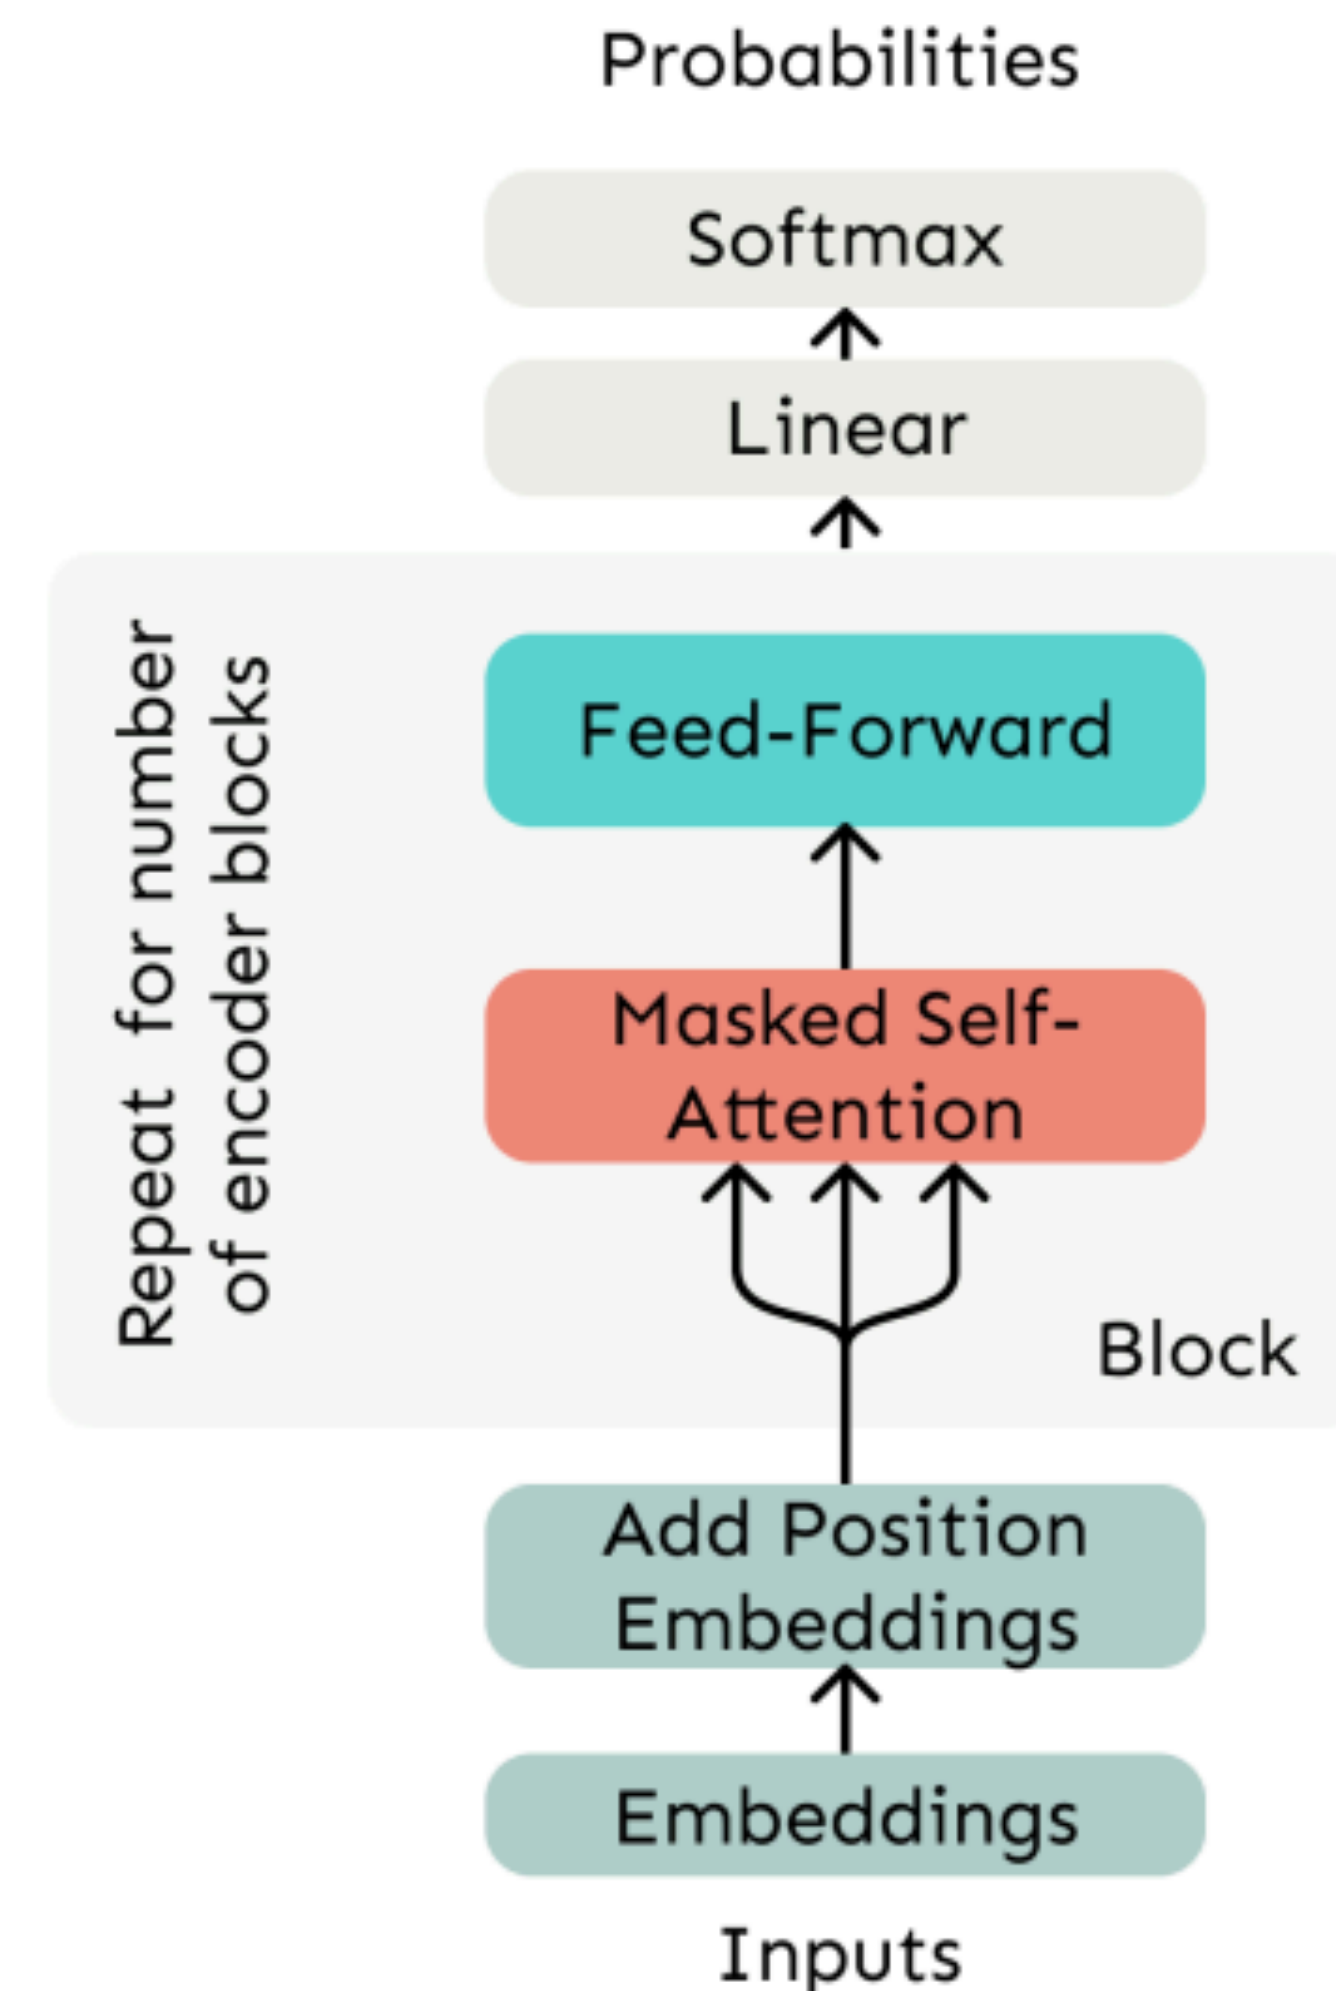 Probabilities
Softmax
Linear
Repeat for number
of encoder blocks
Feed-Forward
Masked Self-
Attention
Block
Add Position
Embeddings
Embeddings
Inputs